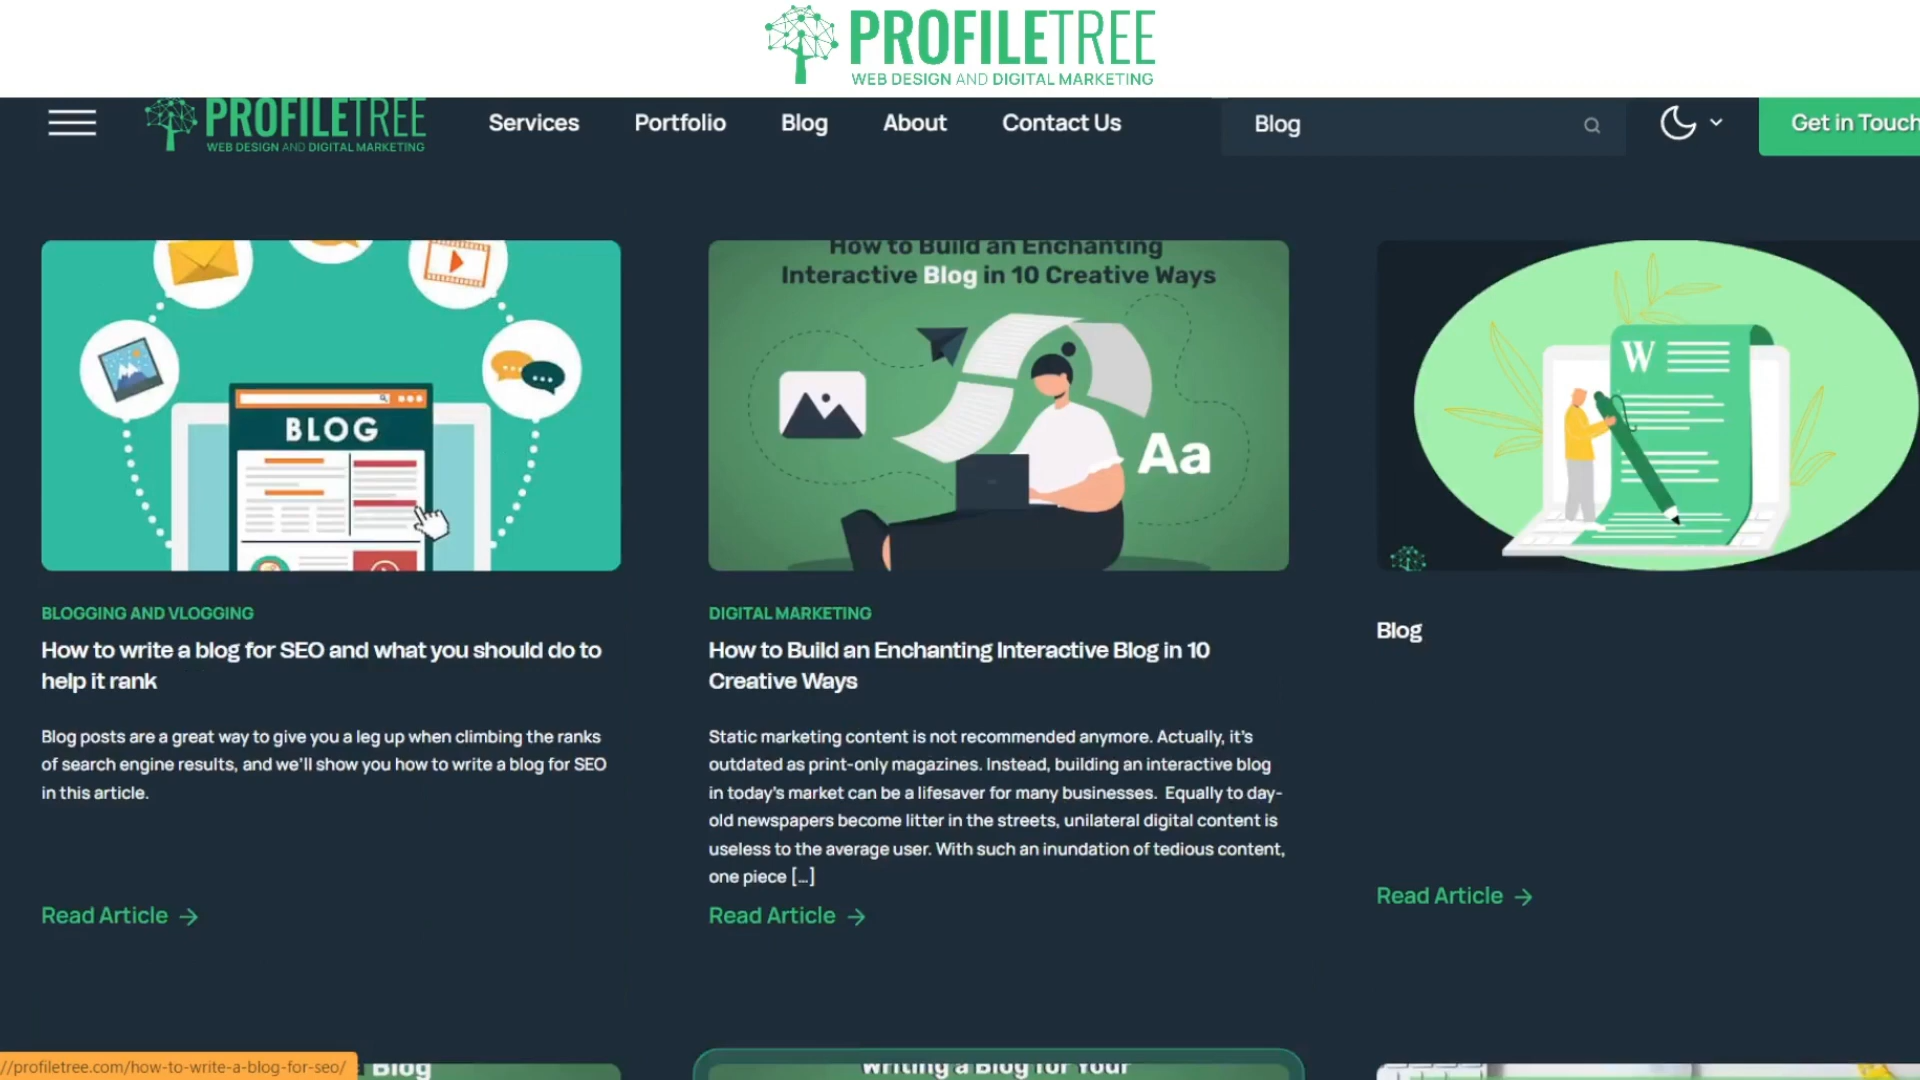 PROFILETREE
WEB DESIGN AND DIGITAL MARKETING
PROFILETREE
WEB DESIGN AND DIGITAL MARKETING
Services
Portfolio
Blog
About
Contact Us
Blog
Get in Touch
BLOG
How to Build an Enchanting
Interactive Blog in 10 Creative Ways
Aa
W
BLOGGING AND VLOGGING
How to write a blog for SEO and what you should do to
help it rank
Blog posts are a great way to give you a leg up when climbing the ranks
of search engine results, and we'll show you how to write a blog for SEO
in this article.
Read Article
DIGITAL MARKETING
How to Build an Enchanting Interactive Blog in 10
Creative Ways
Static marketing content is not recommended anymore. Actually, it's
outdated as print-only magazines. Instead, building an interactive blog
in today's market can be a lifesaver for many businesses. Equally to day-
old newspapers become litter in the streets, unilateral digital content is
useless to the average user. With such an inundation of tedious content,
one piece [...]
Read Article
Blog
Read Article
//profiletree.com/how-to-write-a-blog-for-seo/
Blog
Writing a Blog for Your